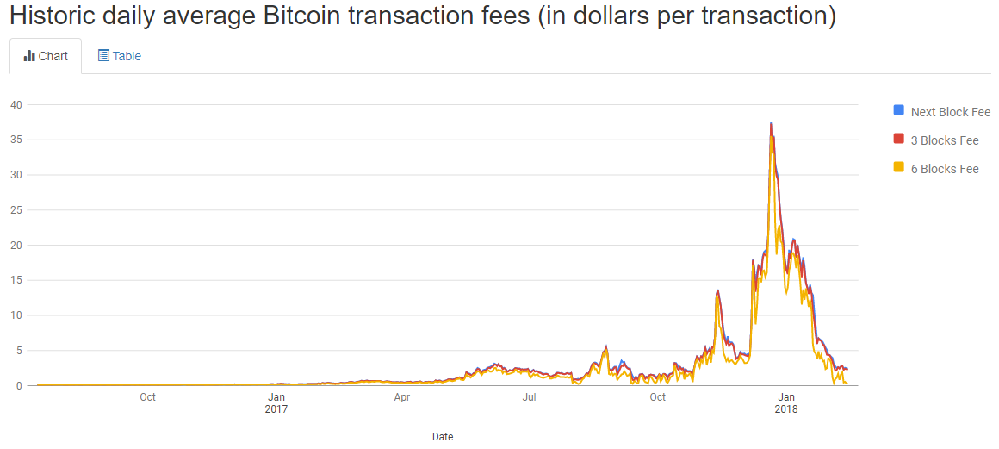 Historic daily average Bitcoin transaction fees (in dollars per transaction)
Chart
Table
40
35
30
25
20
15
10
5
0
Next Block Fee
3 Blocks Fee
6 Blocks Fee
Oct
Jan
2017
Apr
Jul
Oct
Jan
2018
Date